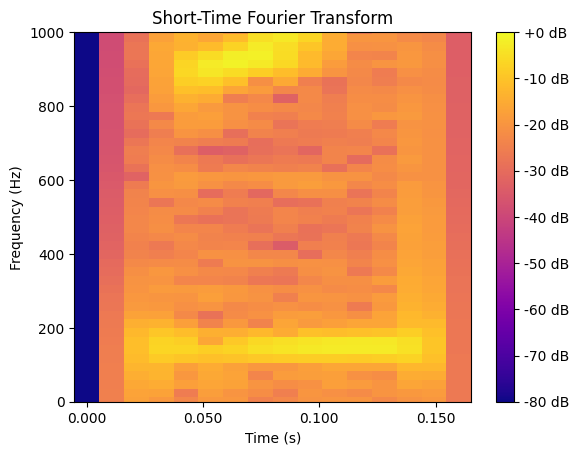 Short-Time Fourier Transform
1000
800
600
400
200
0
Frequency (Hz)
0.000
0.050
0.100
0.150
Time (s)
+0 dB
-10 dB
-20 dB
-30 dB
-40 dB
-50 dB
-60 dB
-70 dB
-80 dB